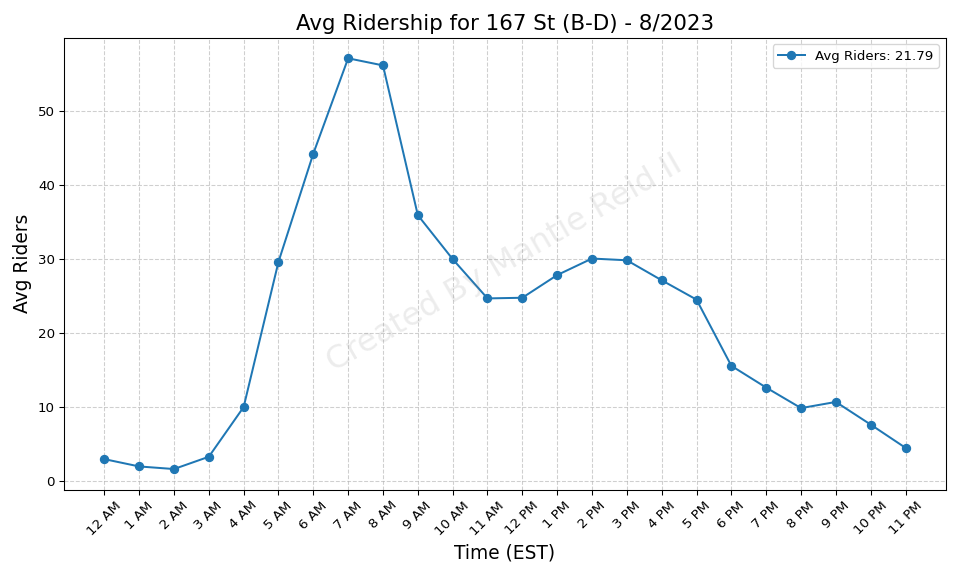 Avg Ridership for 167 St (B-D) - 8/2023
Avg Riders: 21.79
Avg Riders
50
40
30
20
10
0
Created By Mantie Reid II
12 AM
1 AM
2 AM
3 AM
4 AM
5 AM
6 AM
7 AM
8 AM
9 AM
10 AM
11 AM
12 PM
1 PM
2 PM
3 PM
4 PM
5 PM
6 PM
7 PM
8 PM
9 PM
10 PM
11 PM
Time (EST)